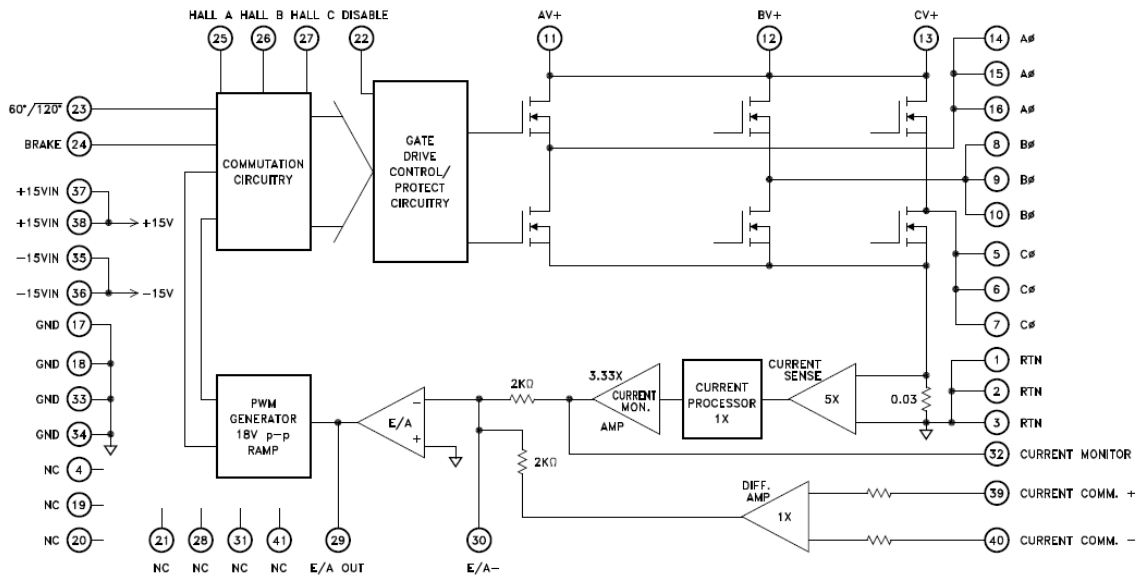 HALL A HALL B HALL C DISABLE
25
26
27
22
AV+
11
BV+
12
CV+
13
14 AØ
15 AØ
16 AØ
8 BØ
9 BØ
10 BØ
5 CØ
6 CØ
7 CØ
1 RTN
2 RTN
3 RTN
32 CURRENT MONITOR
39 CURRENT COMM. +
40 CURRENT COMM. -
60°/120° 23
BRAKE 24
+15VIN 37
+15VIN 38
+15V
-15VIN 35
-15VIN 36
-15V
GND 17
GND 18
GND 33
GND 34
NC 4
NC 19
NC 20
COMMUTATION
CIRCUITRY
GATE
DRIVE
CONTROL/
PROTECT
CIRCUITRY
PWM
GENERATOR
18V p-p
RAMP
E/A
-
+
2KΩ
2KΩ
3.33X
CURRENT
MON.
AMP
CURRENT
PROCESSOR
1X
CURRENT
SENSE
5X
0.03
DIFF.
AMP
1X
21
NC
28
NC
31
NC
41
NC
29
E/A OUT
30
E/A-